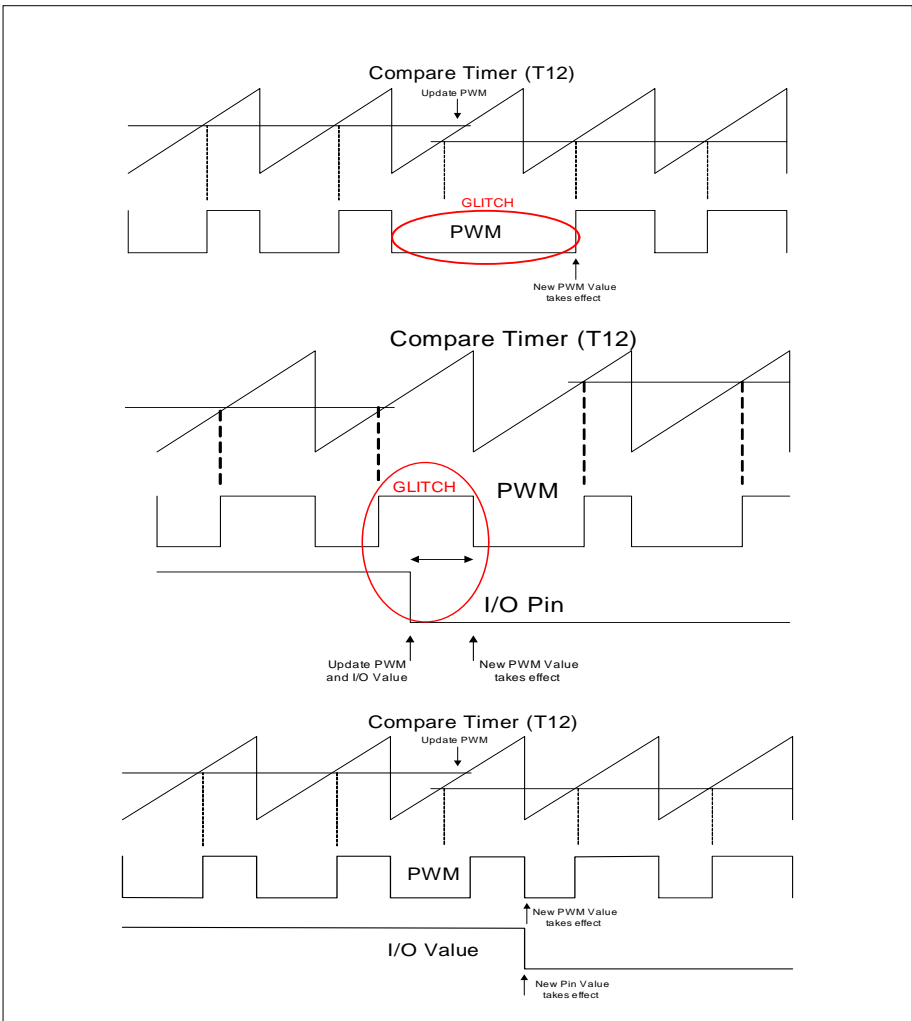 Compare Timer (T12)
Update PWM
GLITCH
PWM
New PWM Value
takes effect
Compare Timer (T12)
GLITCH
PWM
I/O Pin
Update PWM
and I/O Value
New PWM Value
takes effect
Compare Timer (T12)
Update PWM
PWM
New PWM Value
takes effect
I/O Value
New Pin Value
takes effect